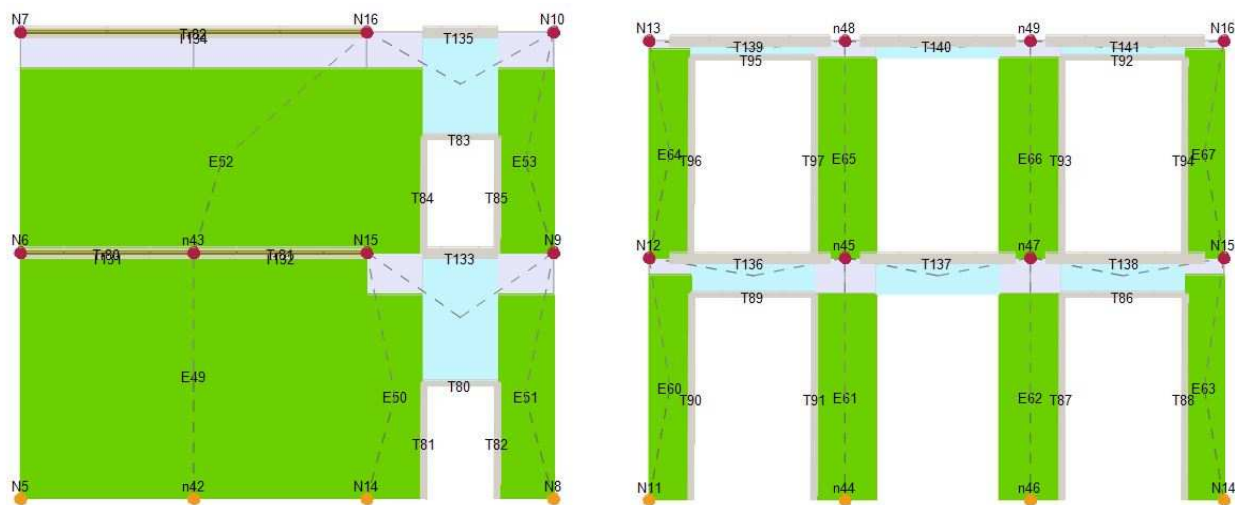 N7 N16 N10
T134 T135
T83
E52 E53
T84 T85
N6 n43 N15 N9
T131 T132 T133
E49 E50 E51
T80
T81 T82
N5 n42 N14 N8
N13 n48 n49 N16
T139 T140 T141
T95 T92
E64 T96 T97 E65 E66 T93 T94 E67
N12 n45 n47 N15
T136 T137 T138
T89 T86
E60 E61 E62 E63
T90 T91 T87 T88
N11 n44 n46 N14